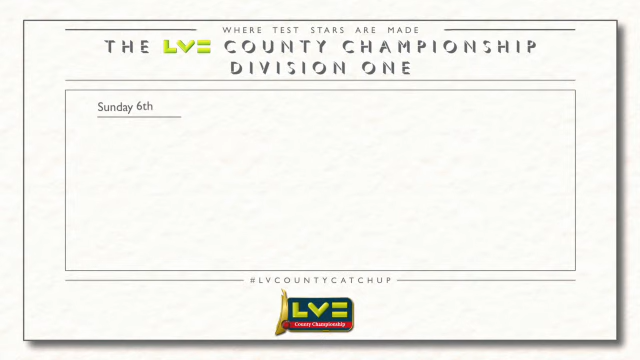 WHERE TEST STARS ARE MADE
THE LV= COUNTY CHAMPIONSHIP
DIVISION ONE
Sunday 6th
#LVCOUNTYCATCHUP
LV=
County Championship